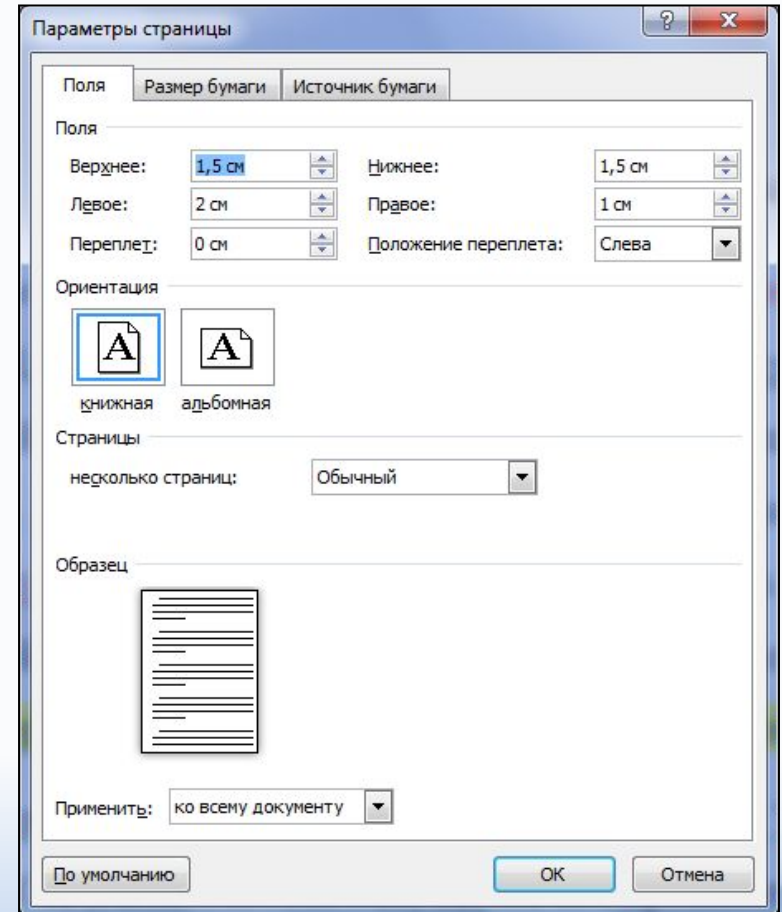 Параметры страницы
Поля Размер бумаги Источник бумаги
Поля
Верхнее: 1,5 см Нижнее: 1,5 см
Левое: 2 см Правое: 1 см
Переплет: 0 см Положение переплета: Слева
Ориентация
A A
книжная альбомная
Страницы
несколько страниц: Обычный
Образец
Применить: ко всему документу
По умолчанию ОК Отмена